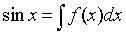 sin x = ∫ f(x)dx